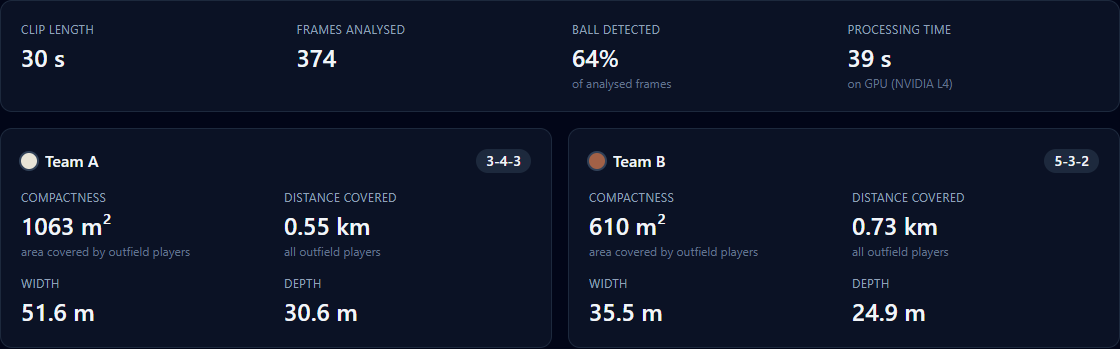 CLIP LENGTH
30 s
FRAMES ANALYSED
374
BALL DETECTED
64%
of analysed frames
PROCESSING TIME
39 s
on GPU (NVIDIA L4)
Team A
3-4-3
COMPACTNESS
1063 m²
area covered by outfield players
DISTANCE COVERED
0.55 km
all outfield players
WIDTH
51.6 m
DEPTH
30.6 m
Team B
5-3-2
COMPACTNESS
610 m²
area covered by outfield players
DISTANCE COVERED
0.73 km
all outfield players
WIDTH
35.5 m
DEPTH
24.9 m